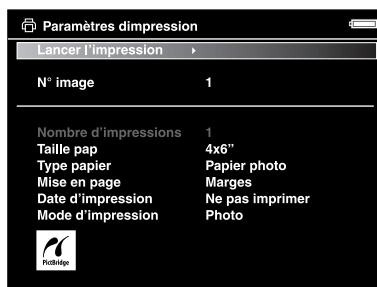 Paramètres dimpression
Lancer l'impression
N° image 1
Nombre d'impressions 1
Taille pap 4x6"
Type papier Papier photo
Mise en page Marges
Date d'impression Ne pas imprimer
Mode d'impression Photo
PictBridge